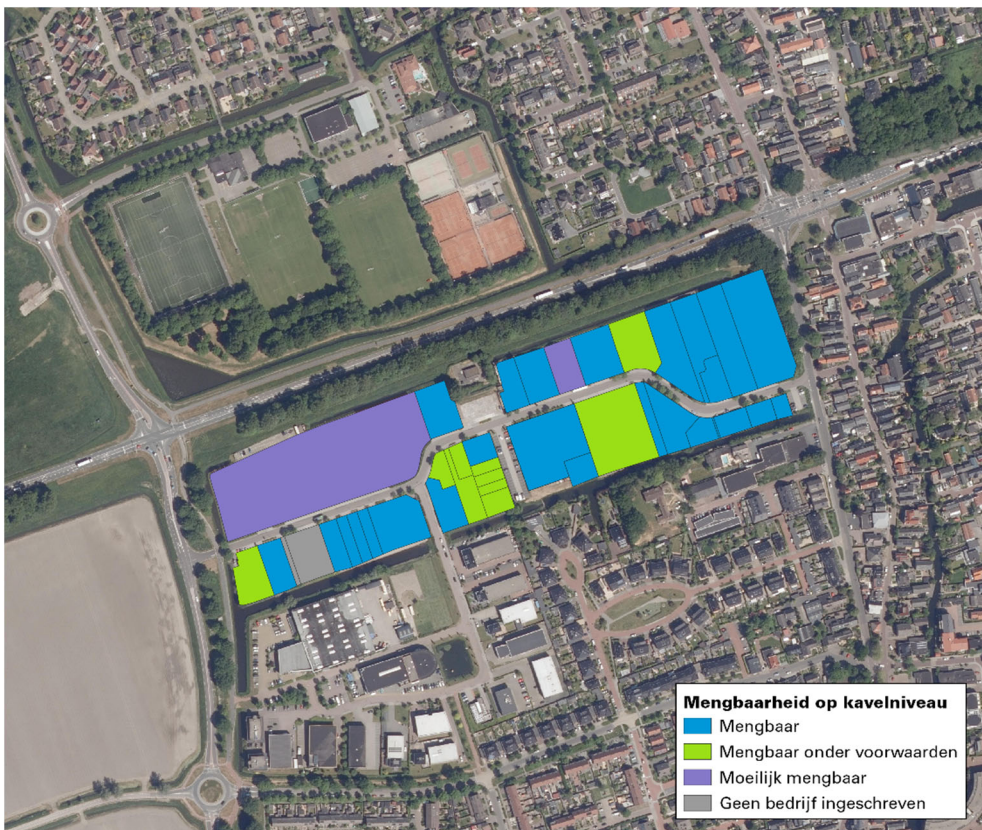 Mengbaarheid op kavelniveau
Mengbaar
Mengbaar onder voorwaarden
Moeilijk mengbaar
Geen bedrijf ingeschreven